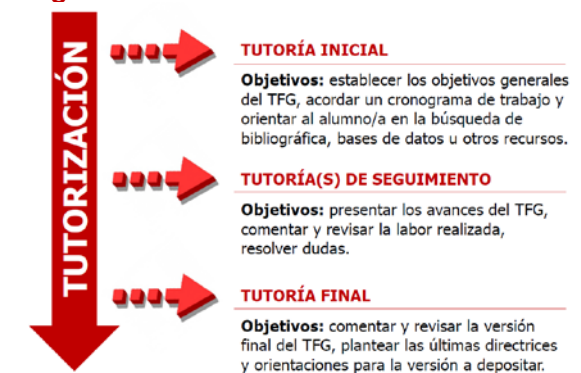 TUTORIZACIÓN
TUTORÍA INICIAL
Objetivos: establecer los objetivos generales
del TFG, acordar un cronograma de trabajo y
orientar al alumno/a en la búsqueda de
bibliográfica, bases de datos u otros recursos.
TUTORÍA(S) DE SEGUIMIENTO
Objetivos: presentar los avances del TFG,
comentar y revisar la labor realizada,
resolver dudas.
TUTORÍA FINAL
Objetivos: comentar y revisar la versión
final del TFG, plantear las últimas directrices
y orientaciones para la versión a depositar.